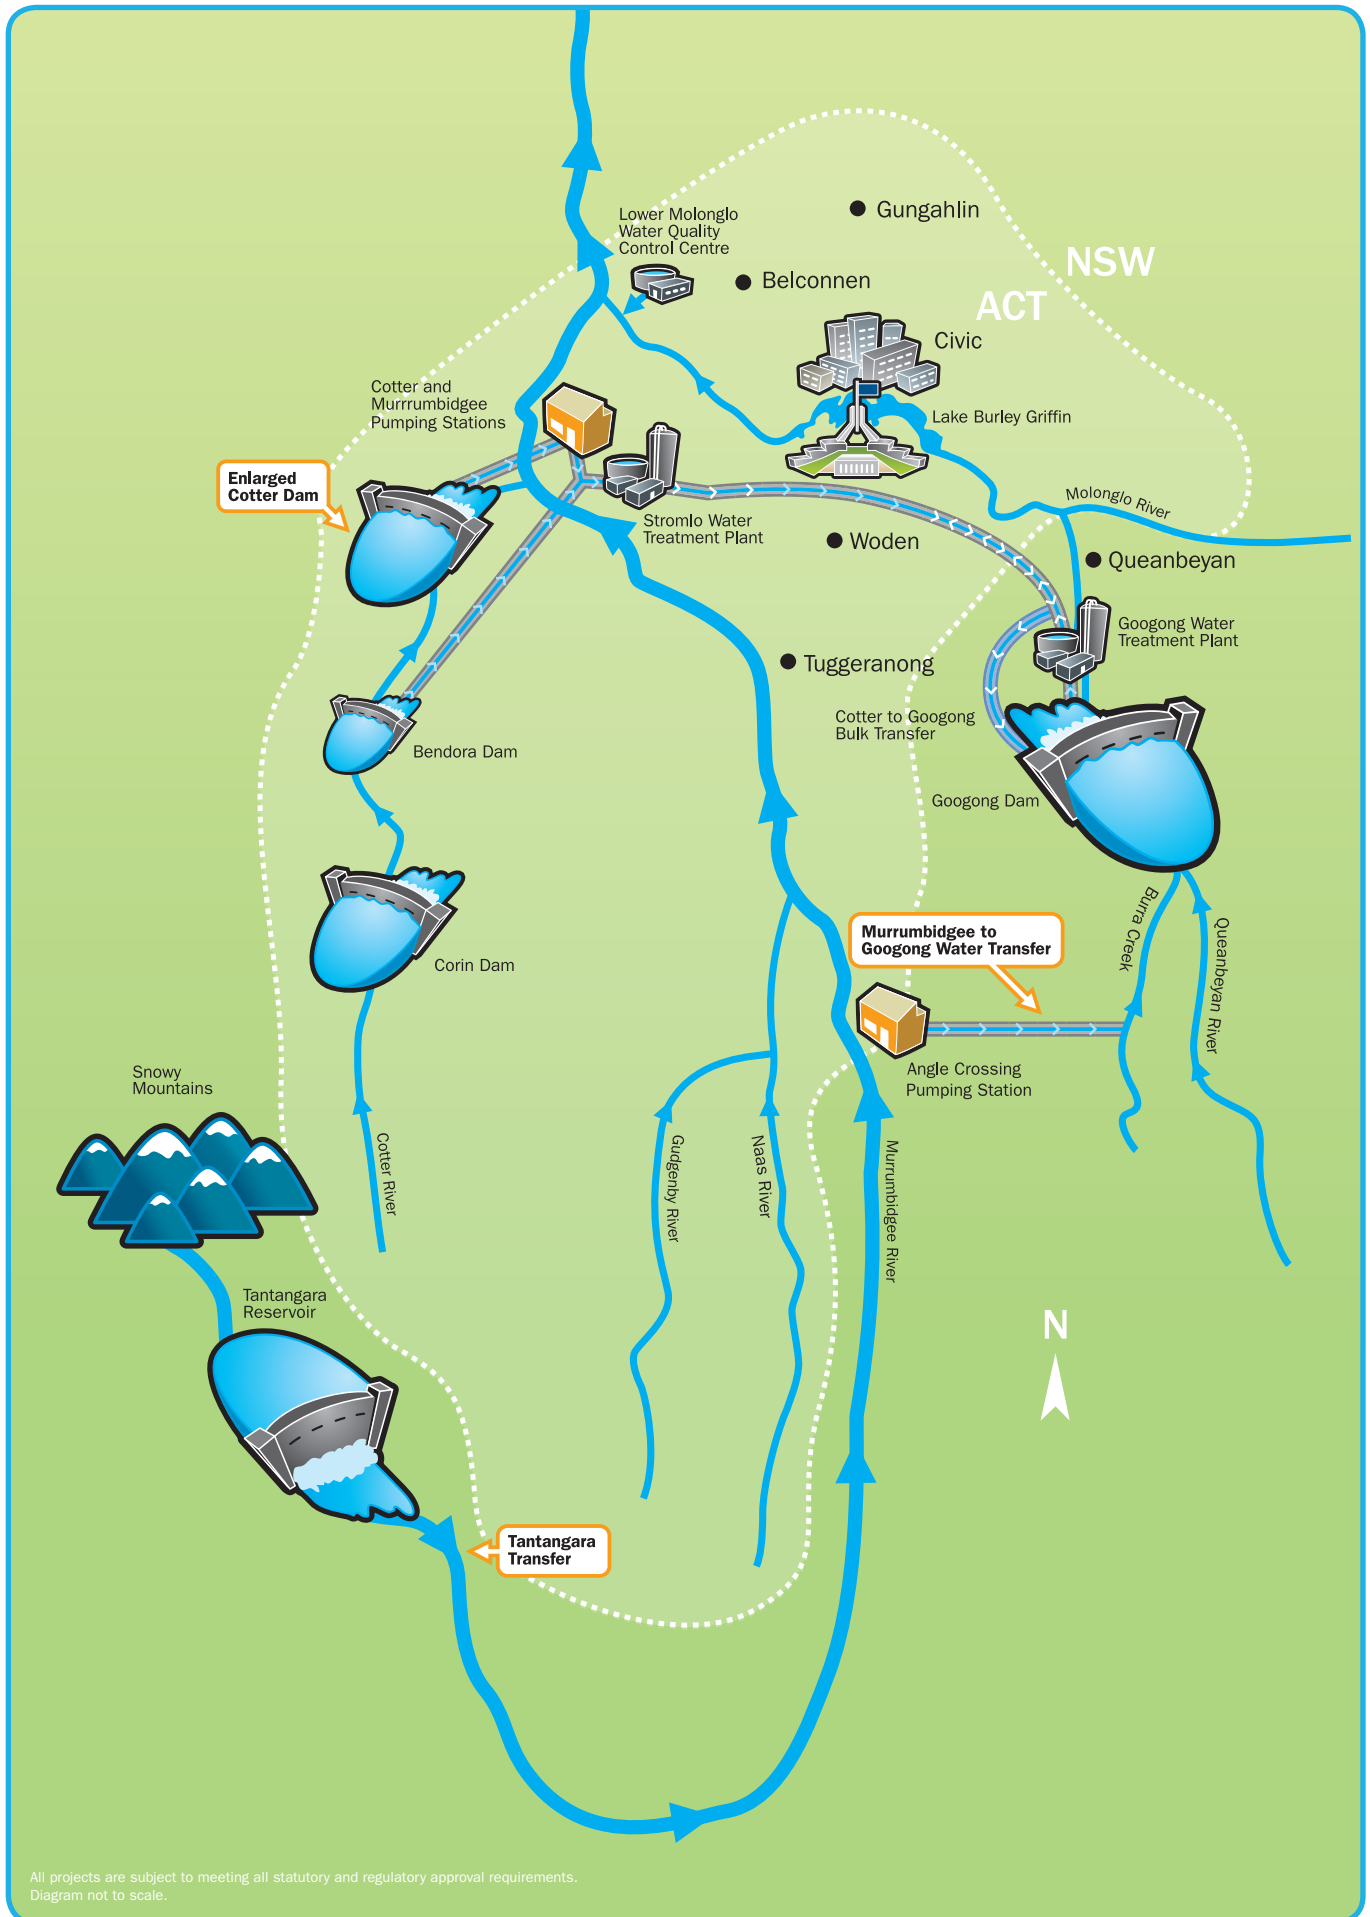 Gungahlin
Lower Molonglo
Water Quality
Control Centre
NSW
Belconnen
ACT
Civic
Cotter and
Murrrumbidgee
Pumping Stations
Lake Burley Griffin
Enlarged
Cotter Dam
Molonglo River
Stromlo Water
Treatment Plant
Woden
Queanbeyan
Googong Water
Treatment Plant
Tuggeranong
Cotter to Googong
Bulk Transfer
Bendora Dam
Googong Dam
Burra Creek
Murrumbidgee to
Googong Water Transfer
Queanbeyan River
Corin Dam
Angle Crossing
Pumping Station
Snowy
Mountains
Cotter River
Gudgenby River
Naas River
Murrumbidgee River
Tantangara
Reservoir
N
Tantangara
Transfer
All projects are subject to meeting all statutory and regulatory approval requirements.
Diagram not to scale.